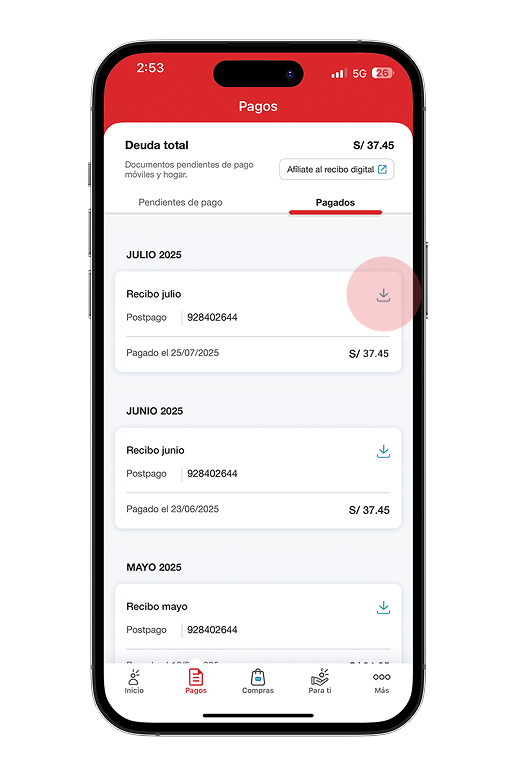 2:53
5G 26
Pagos
Deuda total S/ 37.45
Documentos pendientes de pago
móviles y hogar.
Afíliate al recibo digital
Pendientes de pago Pagados
JULIO 2025
Recibo julio
Postpago 928402644
Pagado el 25/07/2025 S/ 37.45
JUNIO 2025
Recibo junio
Postpago 928402644
Pagado el 23/06/2025 S/ 37.45
MAYO 2025
Recibo mayo
Postpago 928402644
Inicio Pagos Compras Para ti Más